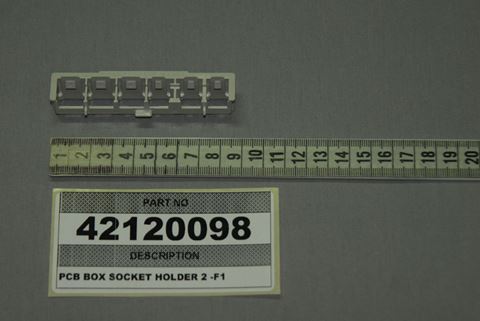 1 2 3 4 5 6 7 8 9 10 11 12 13 14 15 16 17 18 19 20
PART NO
42120098
DESCRIPTION
PCB BOX SOCKET HOLDER 2 -F1